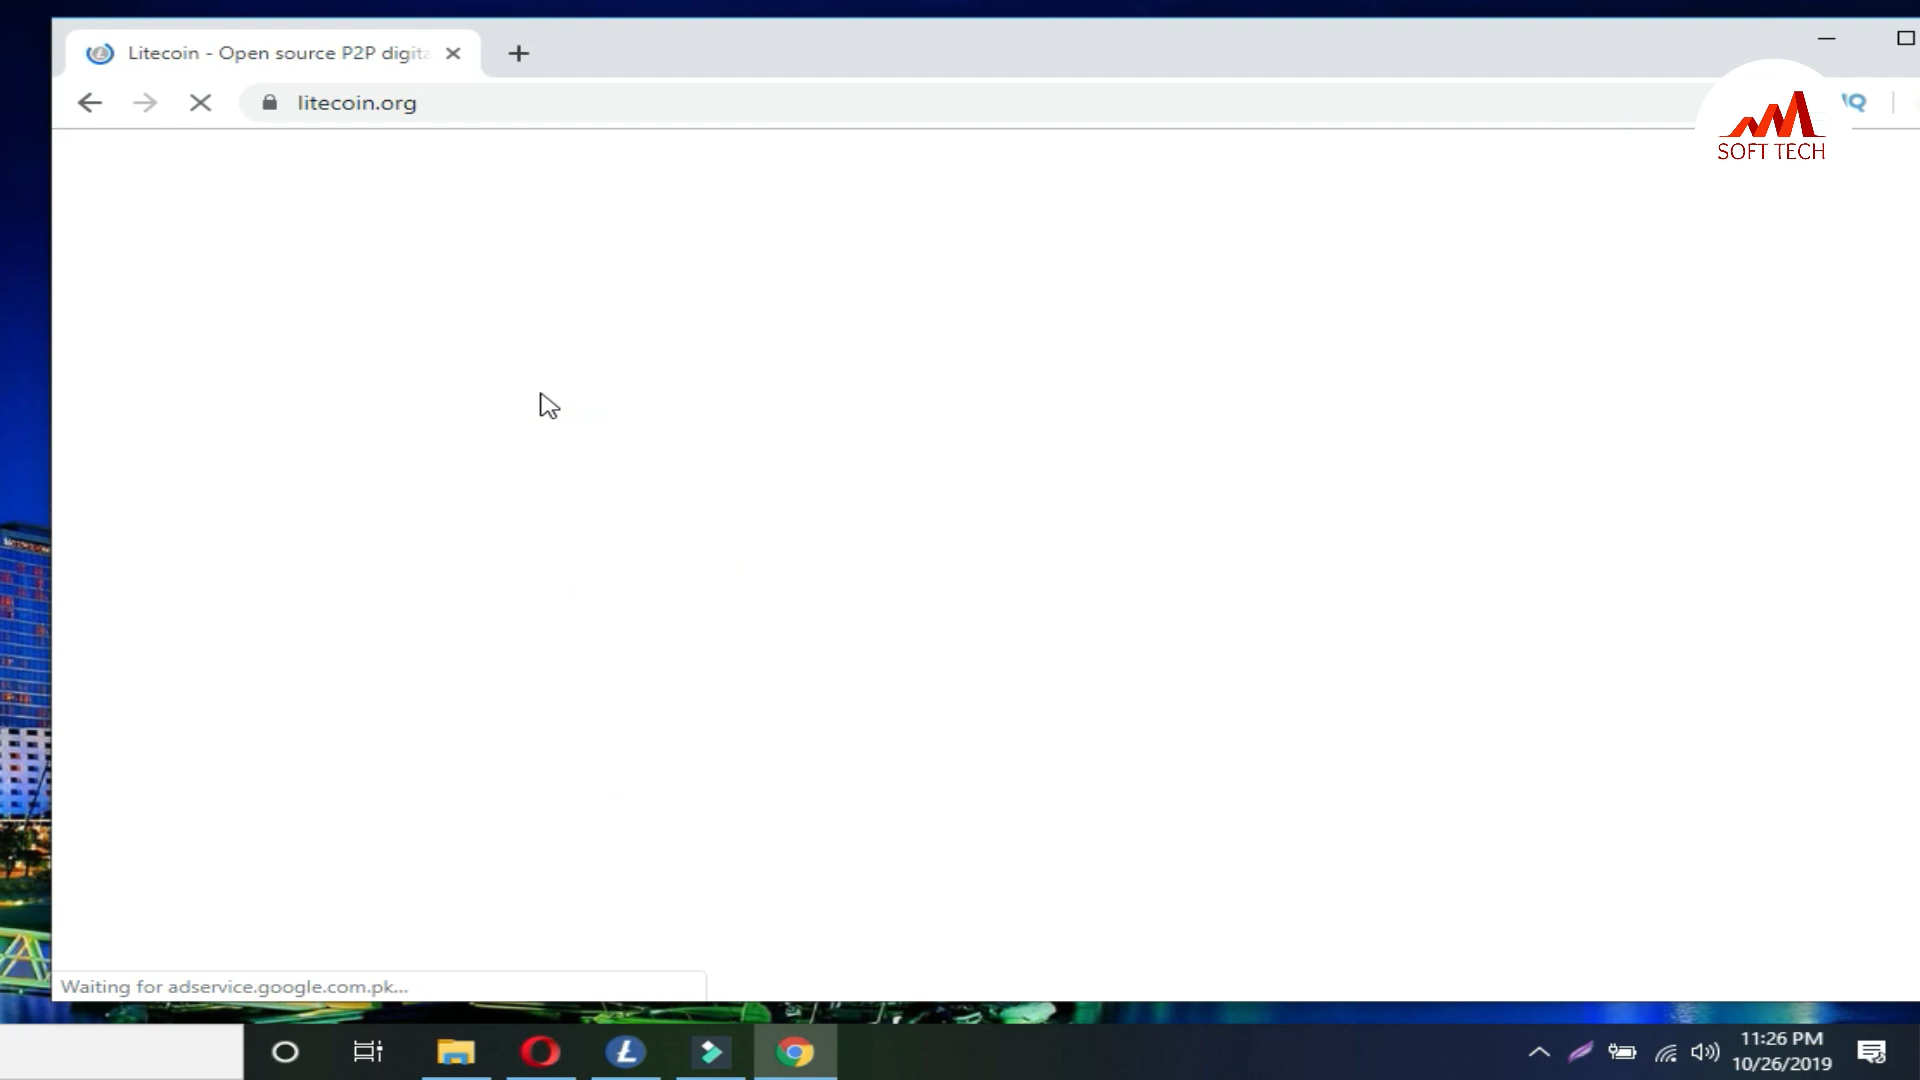 Litecoin - Open source P2P digita
litecoin.org
SOFT TECH
Waiting for adservice.google.com.pk...
11:26 PM
10/26/2019